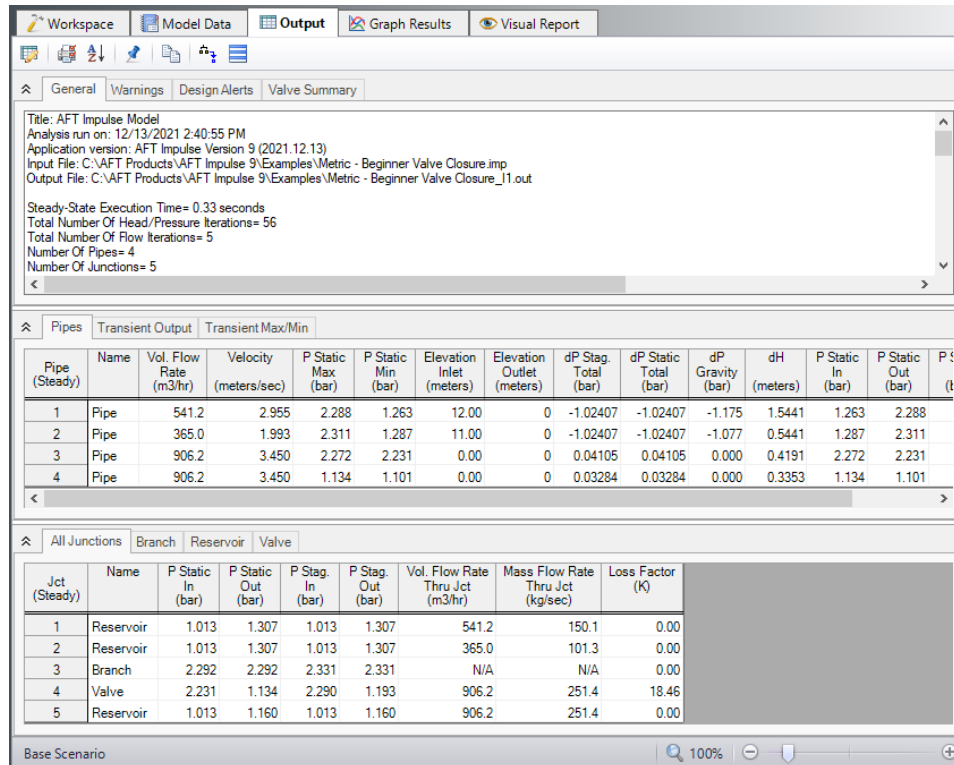 Workspace Model Data Output Graph Results Visual Report
General Warnings Design Alerts Valve Summary
Title: AFT Impulse Model
Analysis run on: 12/13/2021 2:40:55 PM
Application version: AFT Impulse Version 9 (2021.12.13)
Input File: C:\AFT Products\AFT Impulse 9\Examples\Metric - Beginner Valve Closure.imp
Output File: C:\AFT Products\AFT Impulse 9\Examples\Metric - Beginner Valve Closure_I1.out
Steady-State Execution Time= 0.33 seconds
Total Number Of Head/Pressure Iterations= 56
Total Number Of Flow Iterations= 5
Number Of Pipes= 4
Number Of Junctions= 5
Pipes Transient Output Transient Max/Min
Pipe (Steady) Name Vol. Flow Rate (m3/hr) Velocity (meters/sec) P Static Max (bar) P Static Min (bar) Elevation Inlet (meters) Elevation Outlet (meters) dP Stag. Total (bar) dP Static Total (bar) dP Gravity (bar) dH (meters) P Static In (bar) P Static Out (bar)
1 Pipe 541.2 2.955 2.288 1.263 12.00 0 -1.02407 -1.02407 -1.175 1.5441 1.263 2.288
2 Pipe 365.0 1.993 2.311 1.287 11.00 0 -1.02407 -1.02407 -1.077 0.5441 1.287 2.311
3 Pipe 906.2 3.450 2.272 2.231 0.00 0 0.04105 0.04105 0.000 0.4191 2.272 2.231
4 Pipe 906.2 3.450 1.134 1.101 0.00 0 0.03284 0.03284 0.000 0.3353 1.134 1.101
All Junctions Branch Reservoir Valve
Jct (Steady) Name P Static In (bar) P Static Out (bar) P Stag. In (bar) P Stag. Out (bar) Vol. Flow Rate Thru Jct (m3/hr) Mass Flow Rate Thru Jct (kg/sec) Loss Factor (K)
1 Reservoir 1.013 1.307 1.013 1.307 541.2 150.1 0.00
2 Reservoir 1.013 1.307 1.013 1.307 365.0 101.3 0.00
3 Branch 2.292 2.292 2.331 2.331 N/A N/A 0.00
4 Valve 2.231 1.134 2.290 1.193 906.2 251.4 18.46
5 Reservoir 1.013 1.160 1.013 1.160 906.2 251.4 0.00
Base Scenario 100%